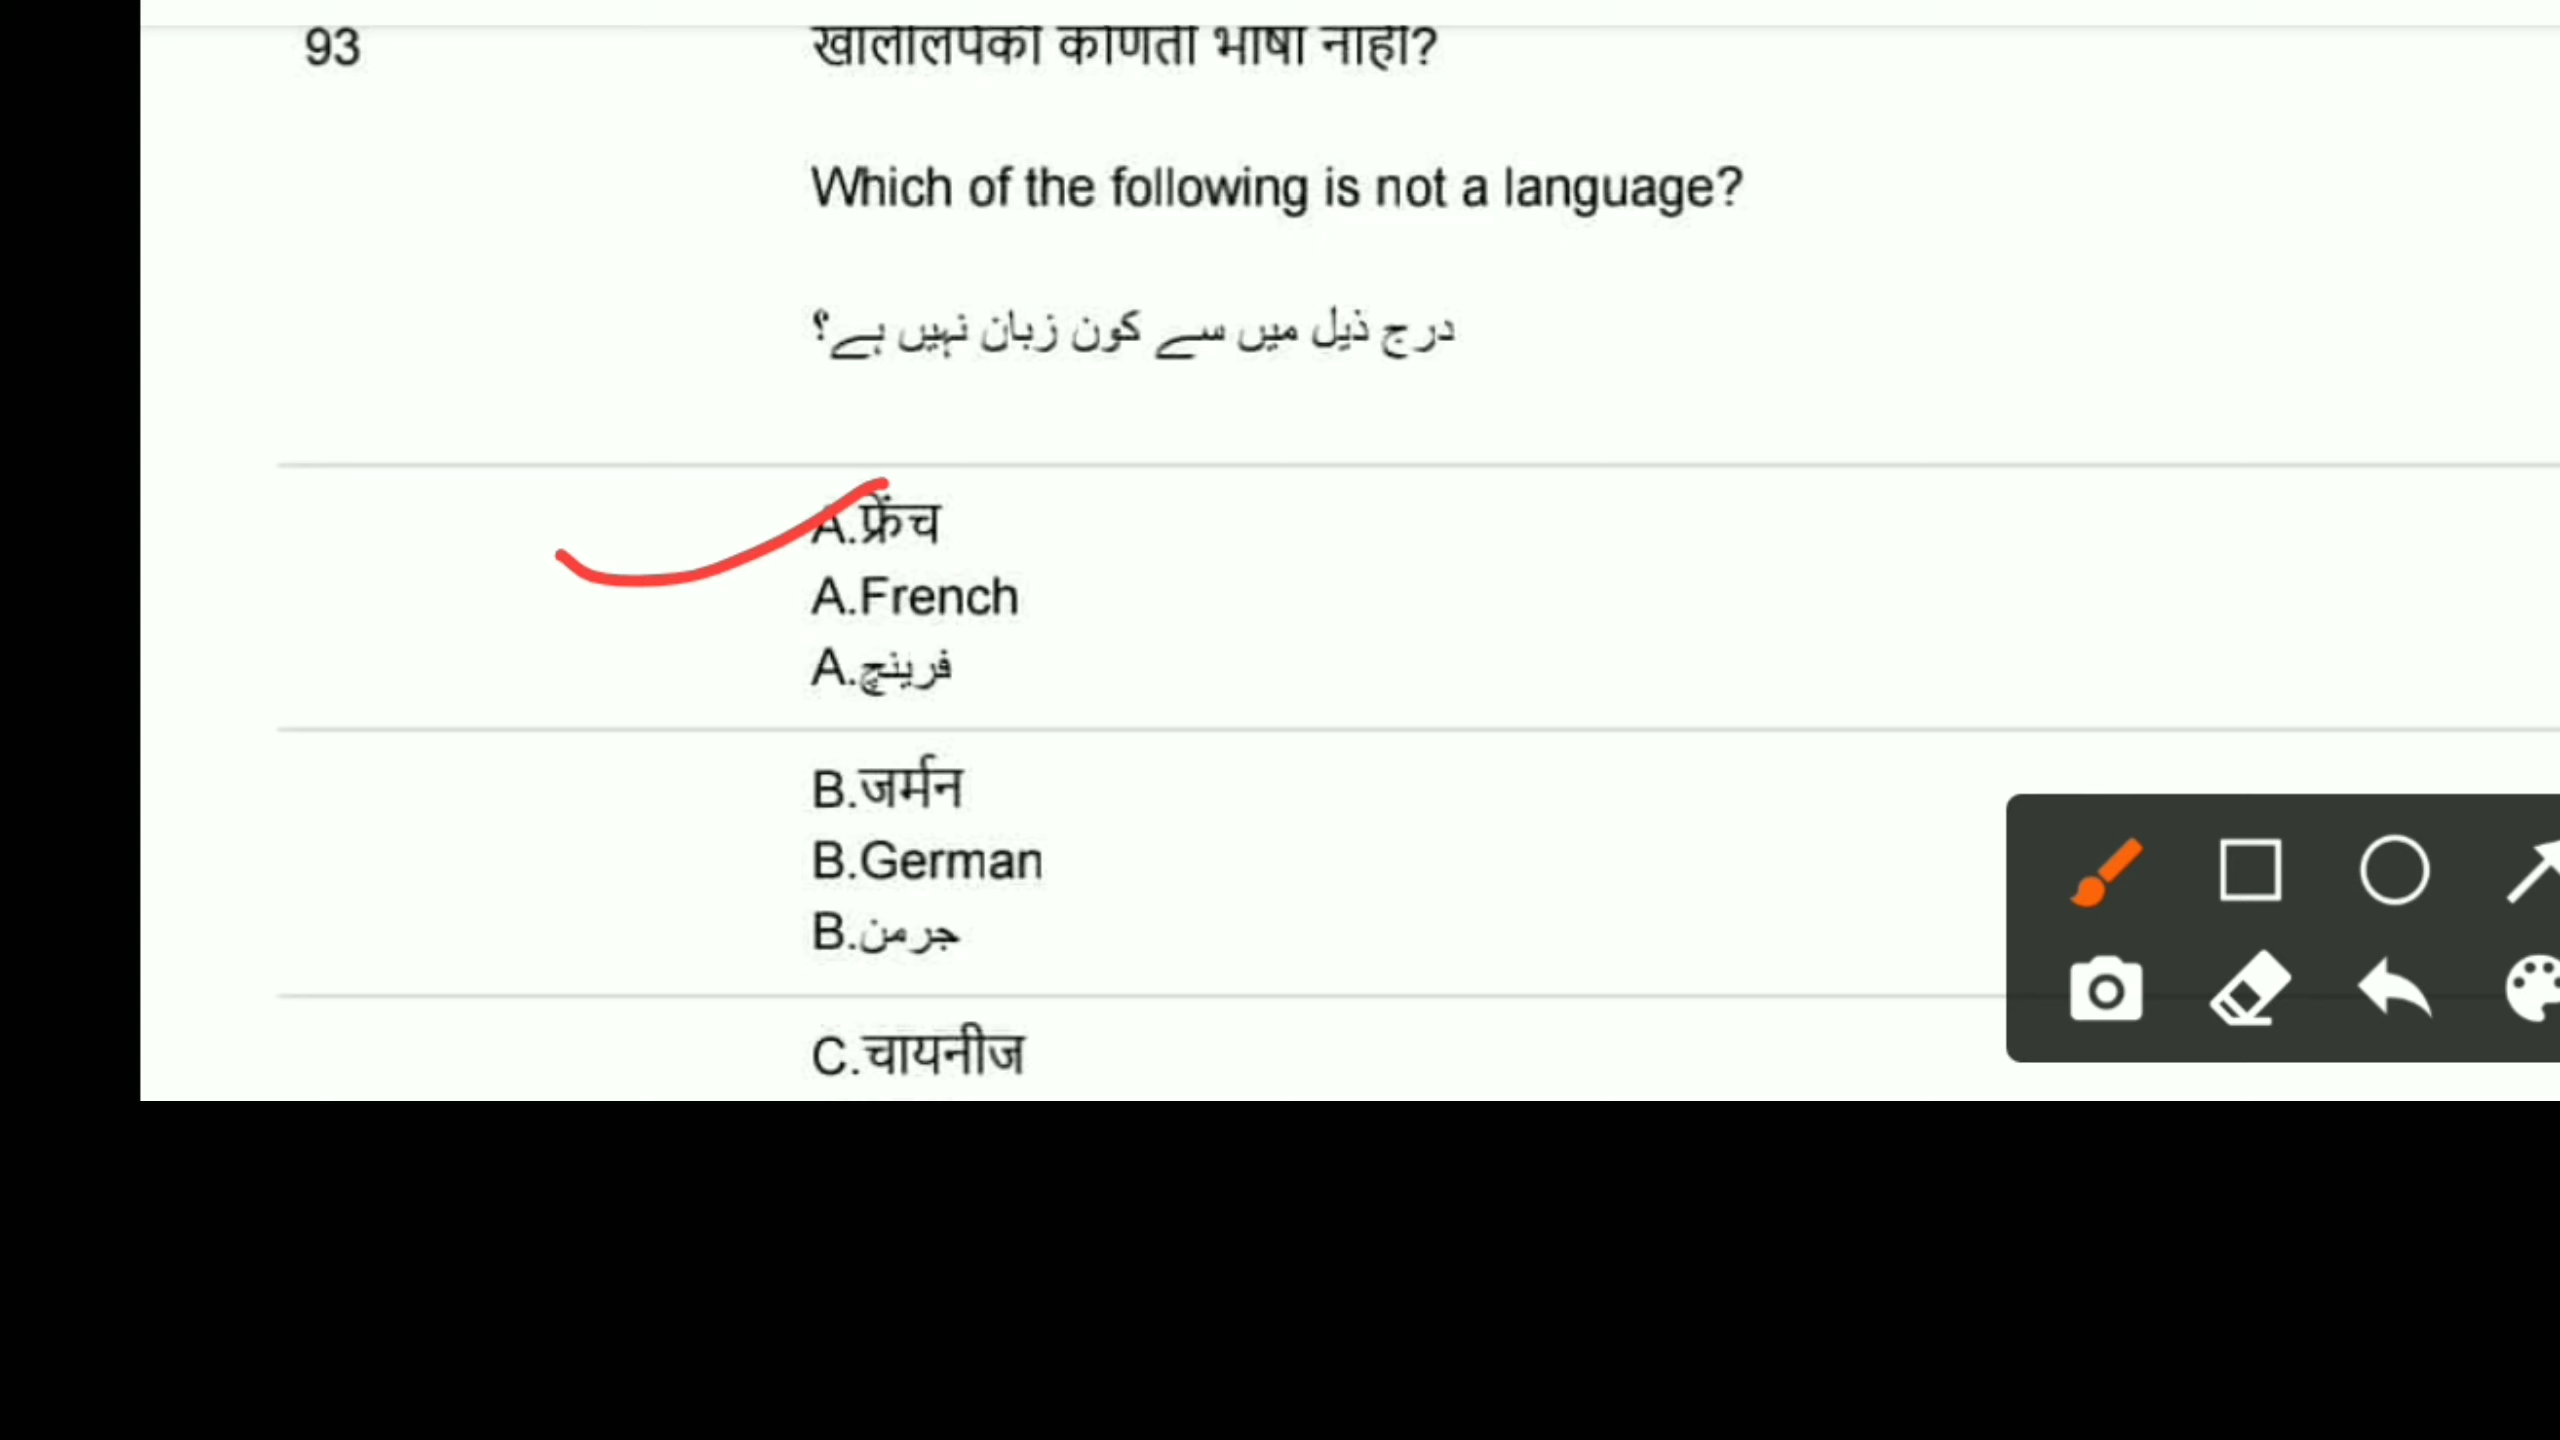 93
खालीलपैकी कोणती भाषा नाही?
Which of the following is not a language?
درج ذیل میں سے کون زبان نہیں ہے؟
A.फ्रेंच
A.French
A.فرینچ
B.जर्मन
B.German
B.جرمن
C.चायनीज